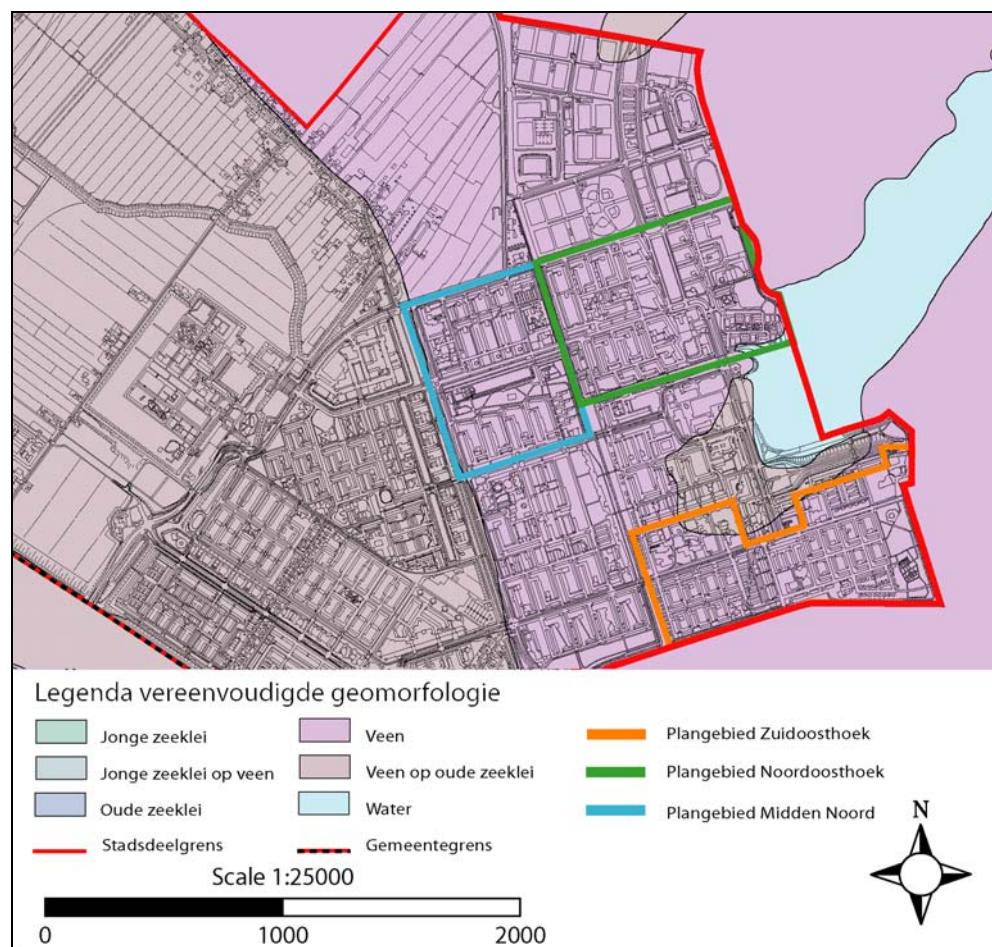 Legenda vereenvoudigde geomorfologie
Jonge zeeklei
Veen
Plangebied Zuidoosthoek
Jonge zeeklei op veen
Veen op oude zeeklei
Plangebied Noordoosthoek
Oude zeeklei
Water
Plangebied Midden Noord
Stadsdeelgrens
Gemeentegrens
N
Scale 1:25000
0 1000 2000